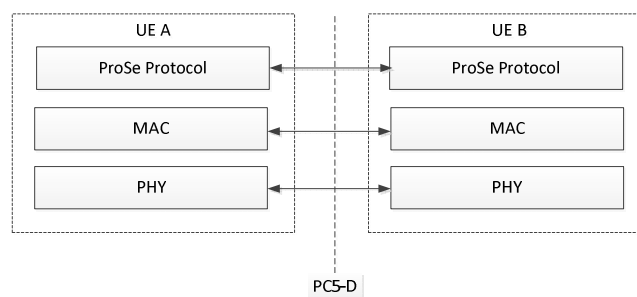 UE A
UE B
ProSe Protocol
ProSe Protocol
MAC
MAC
PHY
PHY
PC5-D